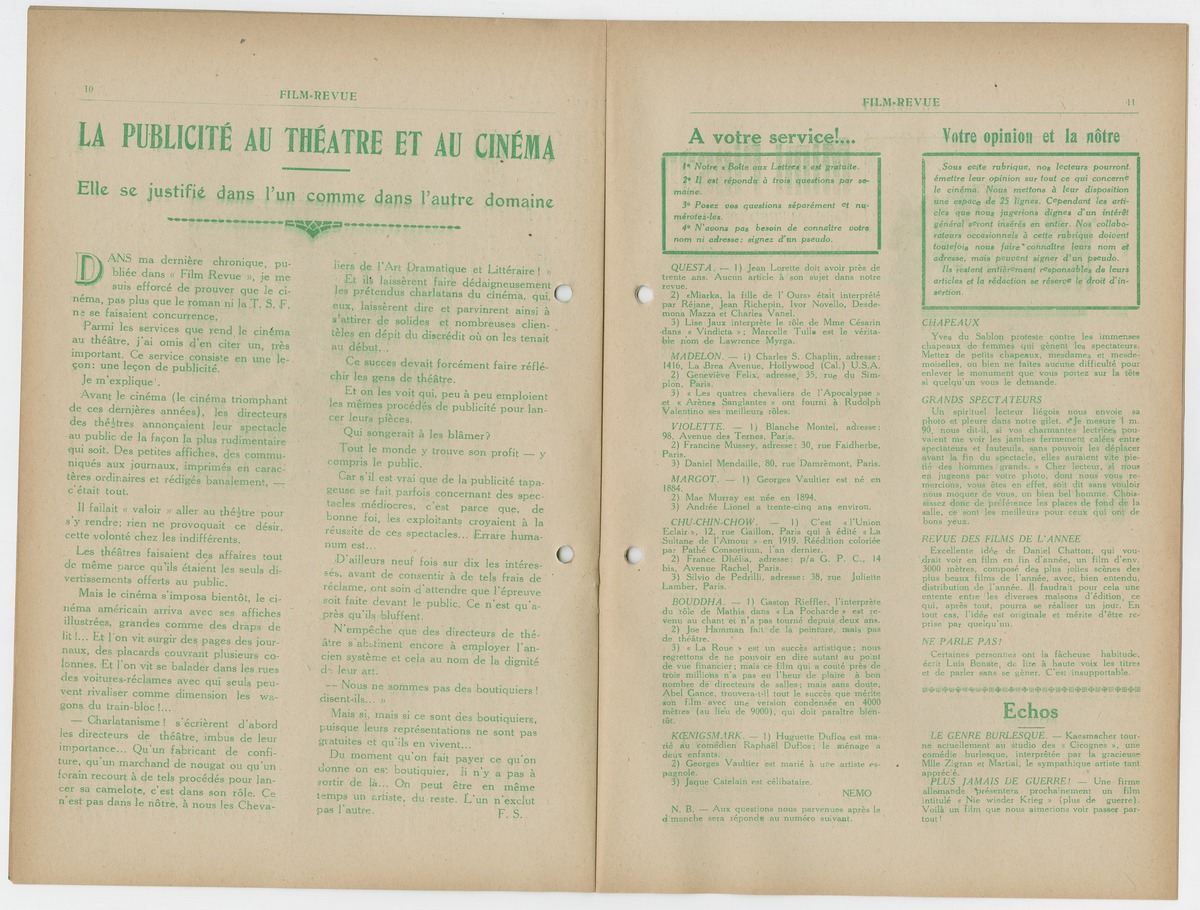 10
FILM-REVUE
LA PUBLICITÉ AU THÉATRE ET AU CINÉMA
Elle se justifie dans l'un comme dans l'autre domaine
DANS ma dernière chronique, pu-
bliée dans « Film Revue », je me
suis efforcé de prouver que le ci-
néma, pas plus que le roman ni la T. S. F.
ne se faisaient concurrence.
Parmi les services que rend le cinéma
au théâtre, j'ai omis d'en citer un, très
important. Ce service consiste en une le-
çon: une leçon de publicité.
Je m'explique.
Avant le cinéma (le cinéma triomphant
de ces dernières années), les directeurs
des théâtres annonçaient leur spectacle
au public de la façon la plus rudimentaire
qui soit. Des petites affiches, des commu-
niqués aux journaux, imprimés en carac-
tères ordinaires et rédigés banalement, —
c'était tout.
Il fallait « valoir » aller au théâtre pour
s'y rendre; rien ne provoquait ce désir,
cette volonté chez les indifférents.
Les théâtres faisaient des affaires tout
de même parce qu'ils étaient les seuls di-
vertissements offerts au public.
Mais le cinéma s'imposa bientôt, le ci-
néma américain arriva avec ses affiches
illustrées, grandes comme des draps de
lit!... Et l'on vit surgir des pages des jour-
naux, des placards couvrant plusieurs co-
lonnes. Et l'on vit se balader dans les rues
des voitures-réclames avec qui seuls peu-
vent rivaliser comme dimension les wa-
gons du train-bloc!...
— Charlatanisme! s'écrièrent d'abord
les directeurs de théâtre, imbus de leur
importance... Qu'un fabricant de confi-
ture, qu'un marchand de nougat ou qu'un
forain recourt à de tels procédés pour lan-
cer sa camelote, c'est dans son rôle. Ce
n'est pas dans le nôtre, à nous les Cheva-
liers de l'Art Dramatique et Littéraire! »
Et ils laissèrent faire dédaigneusement
les prétendus charlatans du cinéma, qui,
eux, laissèrent dire et parvinrent ainsi à
s'attirer de solides et nombreuses clien-
tèles en dépit du discrédit où on les tenait
au début...
Ce succès devait forcément faire réflé-
chir les gens de théâtre.
Et on les voit qui, peu à peu emploient
les mêmes procédés de publicité pour lan-
cer leurs pièces.
Qui songerait à les blâmer?
Tout le monde y trouve son profit — y
compris le public.
Car s'il est vrai que de la publicité tapa-
geuse se fait parfois concernant des spec-
tacles médiocres, c'est parce que, de
bonne foi, les exploitants croyaient à la
réussite de ces spectacles... Errare huma-
num est...
D'ailleurs neuf fois sur dix les intéres-
sés, avant de consentir à de tels frais de
réclame, ont soin d'attendre que l'épreuve
soit faite devant le public. Ce n'est qu'a-
près qu'ils bluffent.
N'empêche que des directeurs de thé-
âtre s'abstinent encore à employer l'an-
cien système et cela au nom de la dignité
de leur art.
— Nous ne sommes pas des boutiquiers!
disent-ils... »
Mais si, mais si ce sont des boutiquiers,
puisque leurs représentations ne sont pas
gratuites et qu'ils en vivent...
Du moment qu'on fait payer ce qu'on
donne on est boutiquier. Il n'y a pas à
sortir de là... On peut être en même
temps un artiste, du reste. L'un n'exclut
pas l'autre.
F. S.
FILM-REVUE
11
A votre service!...
1° Notre « Boîte aux Lettres » est gratuite.
2° Il est répondu à trois questions par se-
maine.
3° Posez vos questions séparément et nu-
mérotez-les.
4° N'avons pas besoin de connaître votre
nom ni adresse: signez d'un pseudo.
QUESTA. — 1) Jean Lorette doit avoir près de
trente ans. Aucun article à son sujet dans notre
revue.
2) «Miarka, la fille de l'Ours» était interprété
par Réjane, Jean Richepin, Ivor Novello, Desde-
mona Mazza et Charles Vanel.
3) Lise Jaux interprète le rôle de Mme Césarin
dans « Vindicta »; Marcelle Tulls est le vérita-
ble nom de Lawrence Myrga.
MADELON. — 1) Charles S. Chaplin, adresse:
1416, La Brea Avenue, Hollywood (Cal.) U.S.A.
2) Geneviève Felix, adresse, 35, rue du Sim-
plon, Paris.
3) « Les quatre chevaliers de l'Apocalypse »
et « Arènes Sanglantes » ont fourni à Rudolph
Valentino ses meilleurs rôles.
VIOLETTE. — 1) Blanche Montel, adresse:
98, Avenue des Ternes, Paris.
2) Francine Mussey, adresse: 30, rue Faidherbe,
Paris.
3) Daniel Mendaille, 80, rue Damrèmont, Paris.
MARGOT. — 1) Georges Vaultier est né en
1884.
2) Mae Murray est née en 1894.
3) Andrée Lionel a trente-cinq ans environ.
CHU-CHIN-CHOW. — 1) C'est «l'Union
Eclair», 12, rue Gaillon, Paris qui à édité «La
Sultane de l'Amour» en 1919. Réédition coloriée
par Pathé Consortium, l'an dernier.
2) France Dhélia, adresse: p/a G. P. C., 14
bis, Avenue Rachel, Paris.
3) Silvio de Pedrilli, adresse: 38, rue Juliette
Lamber, Paris.
BOUDDHA. — 1) Gaston Rieffler, l'interprète
du rôle de Mathis dans « La Pocharde » est re-
venu au chant et n'a pas tourné depuis deux ans.
2) Joe Hamman fait de la peinture, mais pas
de théâtre.
3) « La Roue » est un succès artistique; nous
regrettons de ne pouvoir en dire autant au point
de vue financier; mais ce film qui a couté près de
trois millions n'a pas eu l'heur de plaire à bon
nombre de directeurs de salles; mais sans doute,
Abel Gance, trouvera-t-il tout le succès que mérite
son film avec une version condensée en 4000
mètres (au lieu de 9000), qui doit paraître bien-
tôt.
KŒNIGSMARK. — 1) Huguette Duflos est ma-
rié au comédien Raphaël Duflos; le ménage a
deux enfants.
2) Georges Vaultier est marié à une artiste es-
pagnole.
3) Jaque Catelain est célibataire.
NEMO
N. B. — Aux questions nous parvenues après le
dimanche sera répondu au numéro suivant.
Votre opinion et la nôtre
Sous cette rubrique, nos lecteurs pourront
émettre leur opinion sur tout ce qui concerne
le cinéma. Nous mettons à leur disposition
une espace de 25 lignes. Cependant les arti-
cles que nous jugerions dignes d'un intérêt
général seront insérés en entier. Nos collabo-
rateurs occasionnels à cette rubrique doivent
toutefois nous faire connaître leurs nom et
adresse, mais peuvent signer d'un pseudo.
Ils restent entièrement responsables de leurs
articles et la rédaction se réserve le droit d'in-
sertion.
CHAPEAUX
Yves du Sablon proteste contre les immenses
chapeaux de femmes qui gênent les spectateurs.
Mettez de petits chapeaux, mesdames et mesde-
moiselles, ou bien ne faites aucune difficulté pour
enlever le monument que vous portez sur la tête
si quelqu'un vous le demande.
GRANDS SPECTATEURS
Un spirituel lecteur liégois nous envoie sa
photo et pleure dans notre gilet. «Je mesure 1 m.
90, nous dit-il, si vos charmantes lectrices pou-
vaient me voir les jambes fermement calées entre
spectateurs et fauteuils, sans pouvoir les déplacer
avant la fin du spectacle, elles auraient vite pi-
tié des hommes grands. » Cher lecteur, si nous
en jugeons par votre photo, dont nous vous re-
mercions, vous êtes en effet, soit dit sans vouloir
nous moquer de vous, un bel homme. Chois-
sissez donc de préférence les places de fond de la
salle, ce sont les meilleurs pour ceux qui ont de
bons yeux.
REVUE DES FILMS DE L'ANNEE
Excellente idée de Daniel Chatton, qui vou-
drait voir en film en fin d'année, un film d'env.
3000 mètres, composé des plus jolies scènes des
plus beaux films de l'année, avec, bien entendu,
distribution de l'année. Il faudrait pour cela une
entente entre les diverses maisons d'édition, ce
qui, après tout, pourra se réaliser un jour. En
tout cas, l'idée est originale et mérite d'être re-
prise par quelqu'un.
NE PARLE PAS!
Certaines personnes ont la fâcheuse habitude,
écrit Luis Bonate, de lire à haute voix les titres
et de parler sans se gêner. C'est insupportable.
Echos
LE GENRE BURLESQUE. — Kaesmacher tour-
ne actuellement au studio des « Cicognes », une
comédie burlesque, interprétée par la gracieuse
Mlle Zigran et Martial, le sympathique artiste tant
apprécié.
PLUS JAMAIS DE GUERRE! — Une firme
allemande présentera prochainement un film
intitulé « Nie wieder Krieg » (plus de guerre).
Voilà un film que nous aimerions voir passer par-
tout!